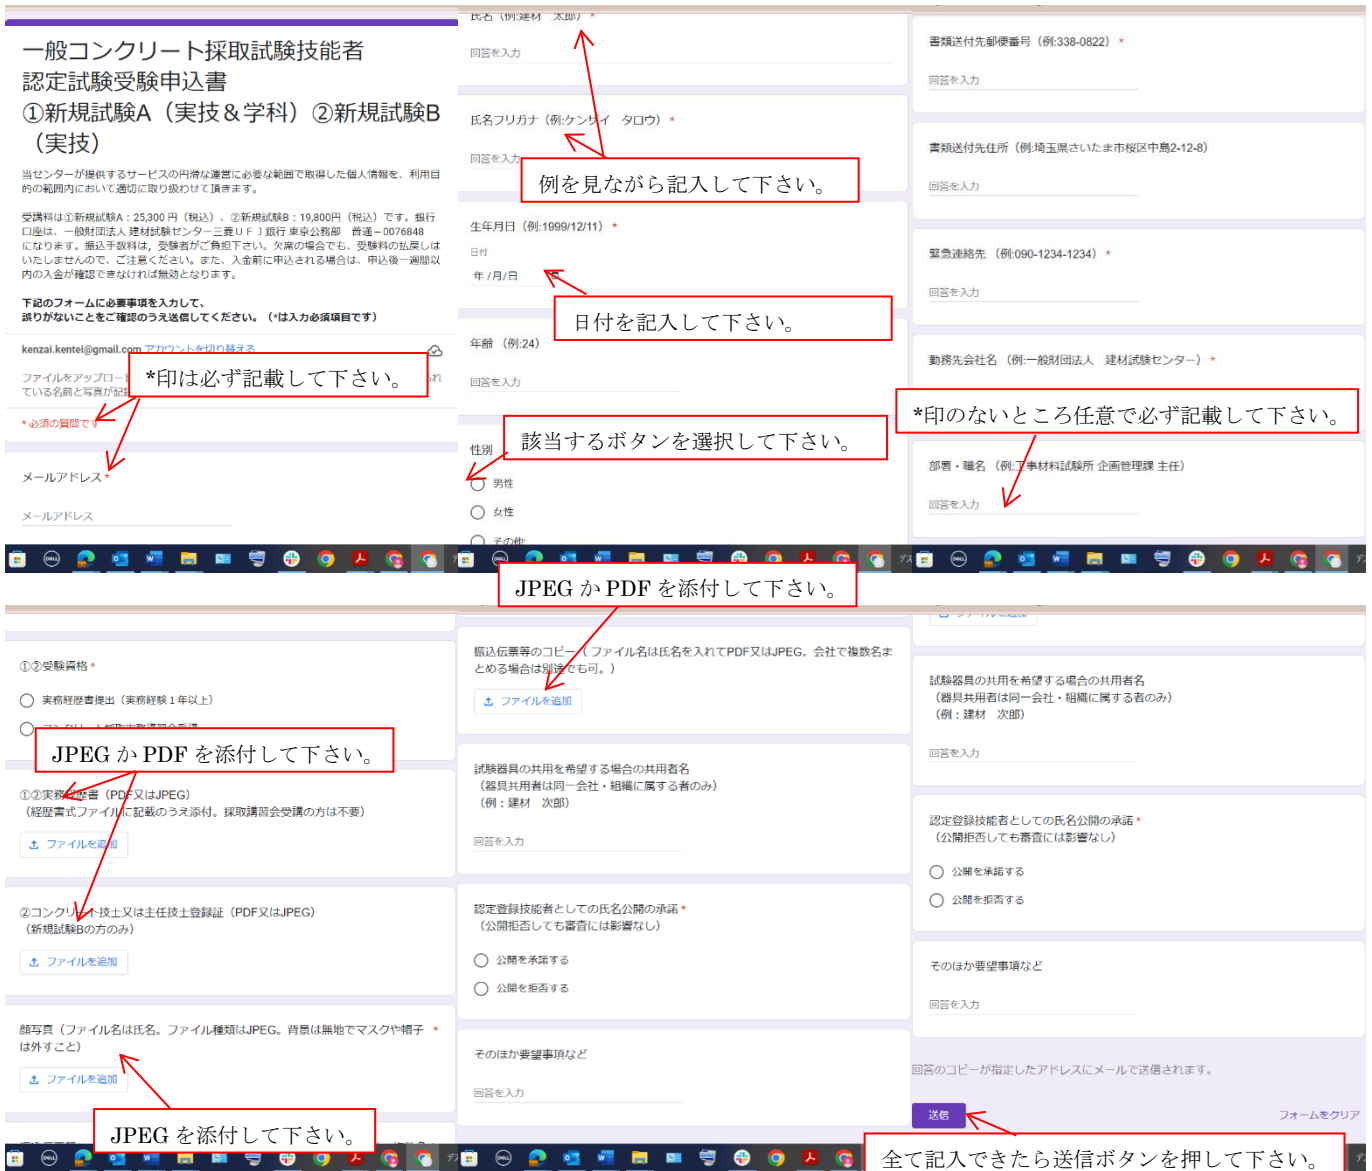 一般コンクリート採取試験技能者
認定試験受験申込書
①新規試験A（実技＆学科）②新規試験B
（実技）
当センターが提供するサービスの円滑な運営に必要な範囲で取得した個人情報を、利用目
的の範囲内において適切に取り扱わせて頂きます。
受講料は①新規試験A：25,300 円（税込）、②新規試験B：19,800円（税込）です。銀行
口座は、一般財団法人 建材試験センター三菱ＵＦＪ銀行 東京公務部　普通－0076848
になります。振込手数料は，受験者がご負担下さい。欠席の場合でも、受験料の払戻しは
いたしませんので、ご注意ください。また、入金前に申込される場合は、申込後一週間以
内の入金が確認できなければ無効となります。
下記のフォームに必要事項を入力して、
誤りがないことをご確認のうえ送信してください。（*は入力必須項目です）
kenzai.kentei@gmail.com アカウントを切り替える
ファイルをアップロー
ている名前と写真が記
*印は必ず記載して下さい。
* 必須の質問です
メールアドレス *
メールアドレス
氏名（例:建材　太郎） *
回答を入力
氏名フリガナ（例:ケンザイ　タロウ） *
回答を入力
例を見ながら記入して下さい。
生年月日（例:1999/12/11） *
日付
年 /月/日
日付を記入して下さい。
年齢 （例:24）
回答を入力
性別
該当するボタンを選択して下さい。
男性
女性
その他:
書類送付先郵便番号（例:338-0822） *
回答を入力
書類送付先住所（例:埼玉県さいたま市桜区中島2-12-8）
回答を入力
緊急連絡先 （例:090-1234-1234） *
回答を入力
勤務先会社名（例:一般財団法人　建材試験センター） *
*印のないところ任意で必ず記載して下さい。
部署・職名 （例:工事材料試験所 企画管理課 主任）
回答を入力
①②受験資格 *
実務経歴書提出（実務経験１年以上）
JPEG か PDF を添付して下さい。
①②実務経歴書（PDF又はJPEG）
（経歴書式ファイルに記載のうえ添付。採取講習会受講の方は不要）
ファイルを追加
②コンクリート技士又は主任技士登録証（PDF又はJPEG）
（新規試験Bの方のみ）
ファイルを追加
顔写真（ファイル名は氏名。ファイル種類はJPEG。背景は無地でマスクや帽子 *
は外すこと）
ファイルを追加
JPEG を添付して下さい。
JPEG か PDF を添付して下さい。
振込伝票等のコピー（ ファイル名は氏名を入れてPDF又はJPEG。会社で複数名ま
とめる場合は別途でも可。）
ファイルを追加
試験器具の共用を希望する場合の共用者名
（器具共用者は同一会社・組織に属する者のみ）
（例：建材　次郎）
回答を入力
認定登録技能者としての氏名公開の承諾 *
（公開拒否しても審査には影響なし）
公開を承諾する
公開を拒否する
そのほか要望事項など
回答を入力
ファイルを追加
試験器具の共用を希望する場合の共用者名
（器具共用者は同一会社・組織に属する者のみ）
（例：建材　次郎）
回答を入力
認定登録技能者としての氏名公開の承諾 *
（公開拒否しても審査には影響なし）
公開を承諾する
公開を拒否する
そのほか要望事項など
回答を入力
回答のコピーが指定したアドレスにメールで送信されます。
送信
フォームをクリア
全て記入できたら送信ボタンを押して下さい。